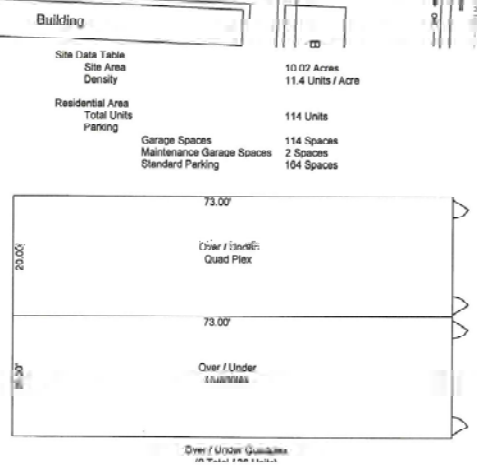 Building
Site Data Table
Site Area 10.02 Acres
Density 11.4 Units / Acre
Residential Area
Total Units 114 Units
Parking
Garage Spaces 114 Spaces
Maintenance Garage Spaces 2 Spaces
Standard Parking 104 Spaces
73.00'
20.00'
Over / Under
Quad Plex
73.00'
Over / Under
Over / Under Quadplex